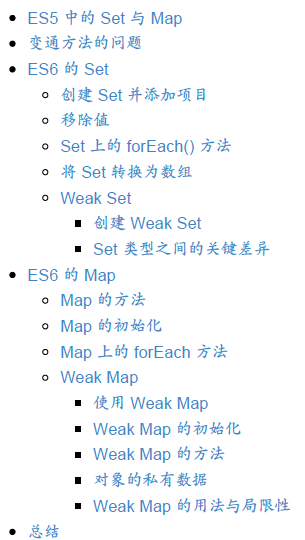 ES5 中的 Set 与 Map
变通方法的问题
ES6 的 Set
创建 Set 并添加项目
移除值
Set 上的 forEach() 方法
将 Set 转换为数组
Weak Set
创建 Weak Set
Set 类型之间的关键差异
ES6 的 Map
Map 的方法
Map 的初始化
Map 上的 forEach 方法
Weak Map
使用 Weak Map
Weak Map 的初始化
Weak Map 的方法
对象的私有数据
Weak Map 的用法与局限性
总结